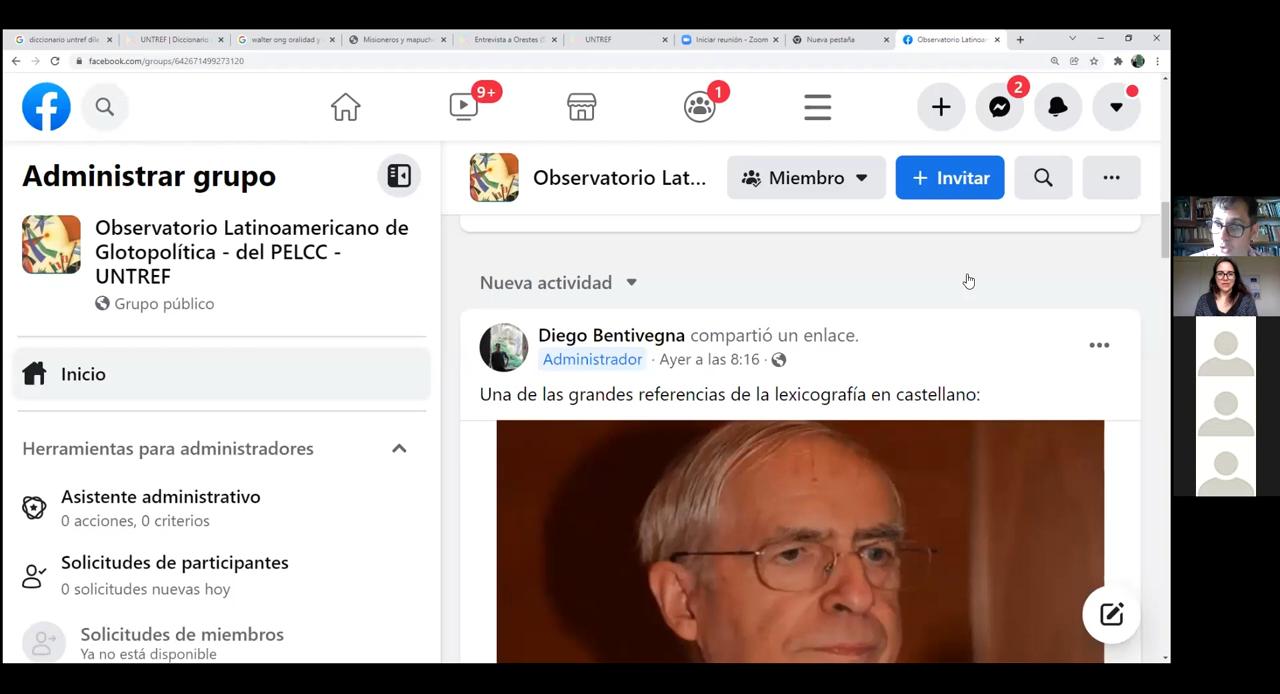 diccionario untref dile
UNTREF | Diccionario
walter ong oralidad y
Misioneros y mapuch
Entrevista a Orestes (
UNTREF
Iniciar reunión - Zoom
Nueva pestaña
Observatorio Latinoa
facebook.com/groups/642671499273120
9+
1
2
Administrar grupo
Observatorio Lat...
Miembro
+ Invitar
...
Observatorio Latinoamericano de
Glotopolítica - del PELCC -
UNTREF
Grupo público
Nueva actividad
Inicio
Diego Bentivegna compartió un enlace.
Administrador · Ayer a las 8:16 ·
Una de las grandes referencias de la lexicografía en castellano:
Herramientas para administradores
Asistente administrativo
0 acciones, 0 criterios
Solicitudes de participantes
0 solicitudes nuevas hoy
Solicitudes de miembros
Ya no está disponible